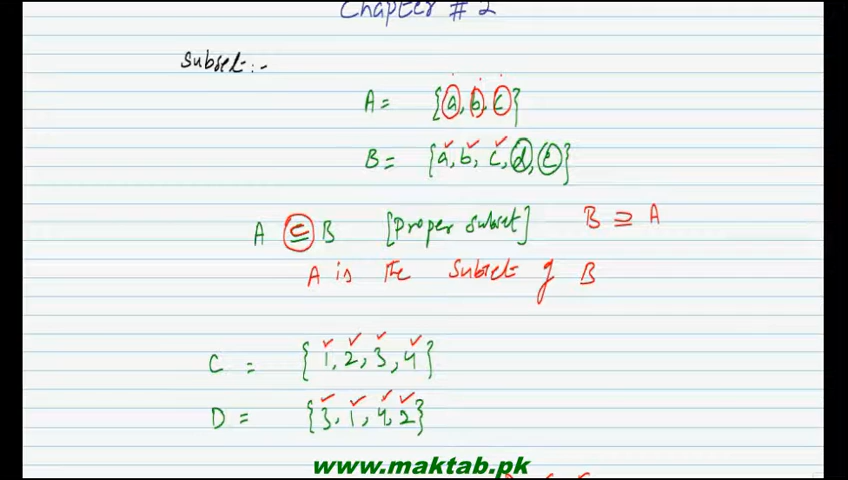 Chapter # 2
Subset:-
A = {a, b, c}
B = {a, b, c, d, e}
A ⊆ B [Proper subset] B ⊇ A
A is the Subset of B
C = {1, 2, 3, 4}
D = {3, 1, 4, 2}
www.maktab.pk